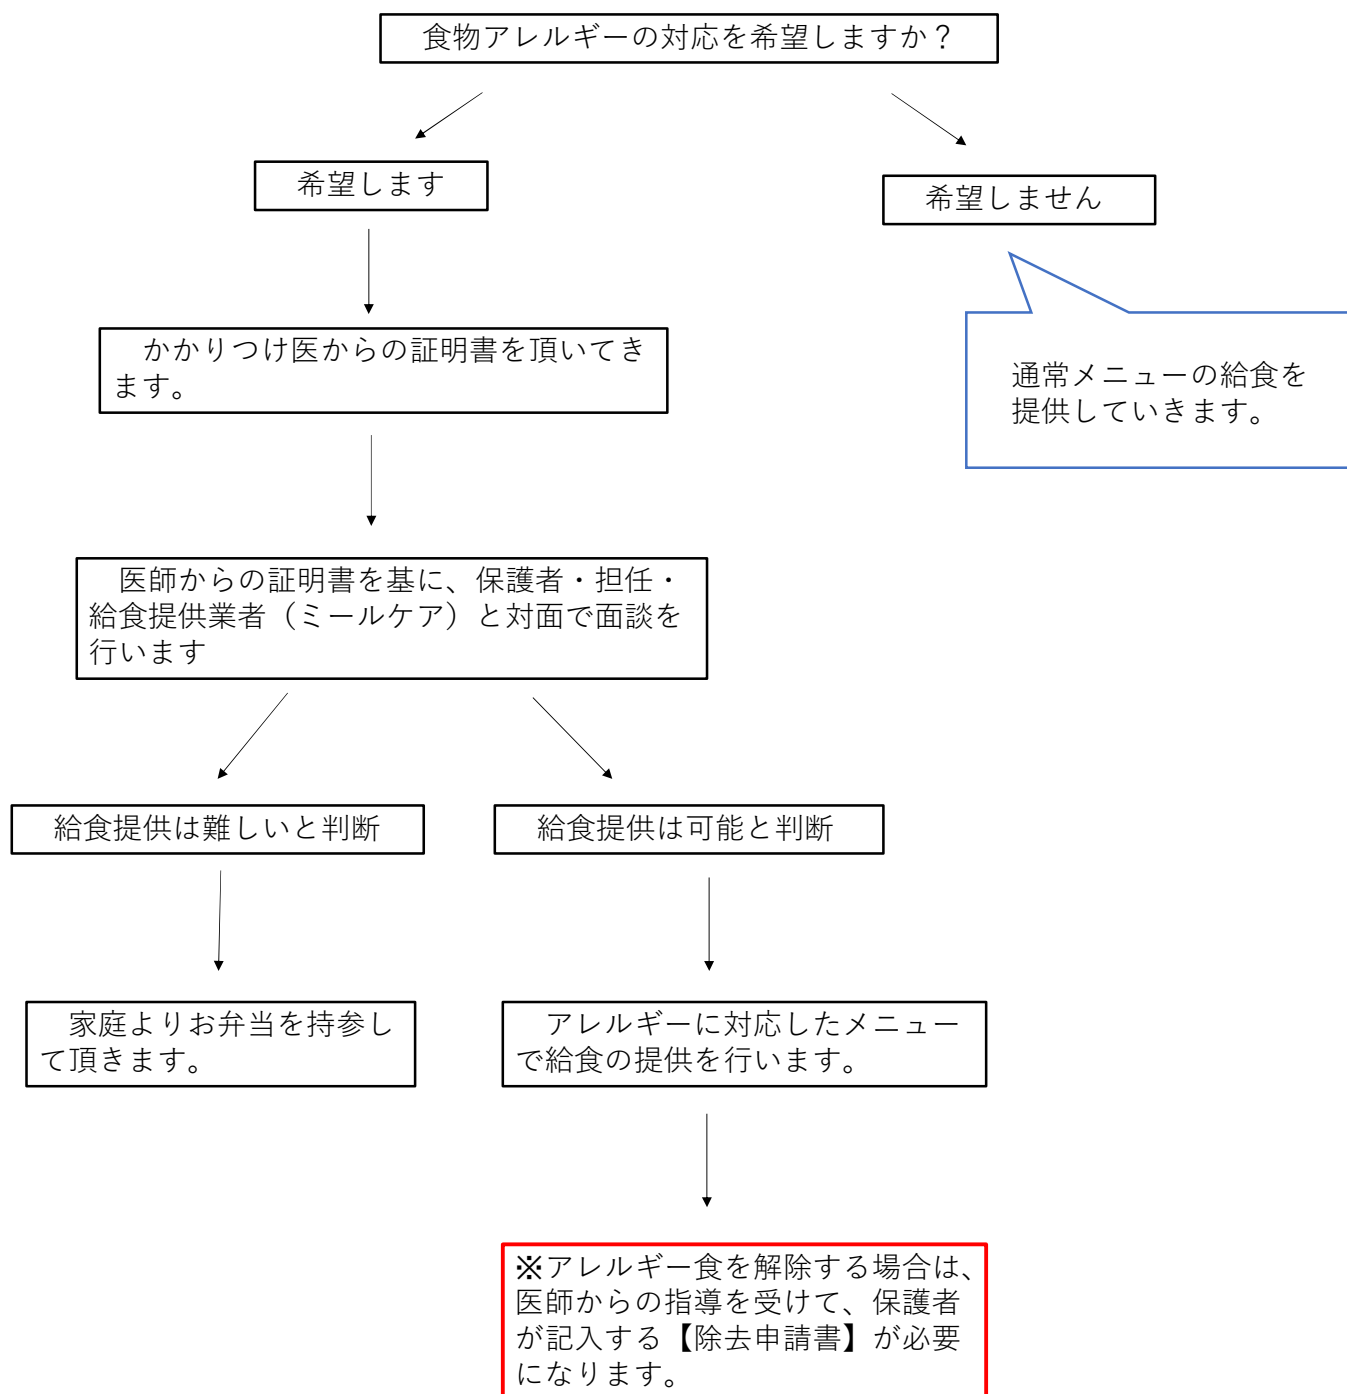 食物アレルギーの対応を希望しますか？
希望します
希望しません
かかりつけ医からの証明書を頂いてき
ます。
通常メニューの給食を
提供していきます。
医師からの証明書を基に、保護者・担任・
給食提供業者（ミールケア）と対面で面談を
行います
給食提供は難しいと判断
給食提供は可能と判断
家庭よりお弁当を持参し
て頂きます。
アレルギーに対応したメニュー
で給食の提供を行います。
※アレルギー食を解除する場合は、
医師からの指導を受けて、保護者
が記入する【除去申請書】が必要
になります。